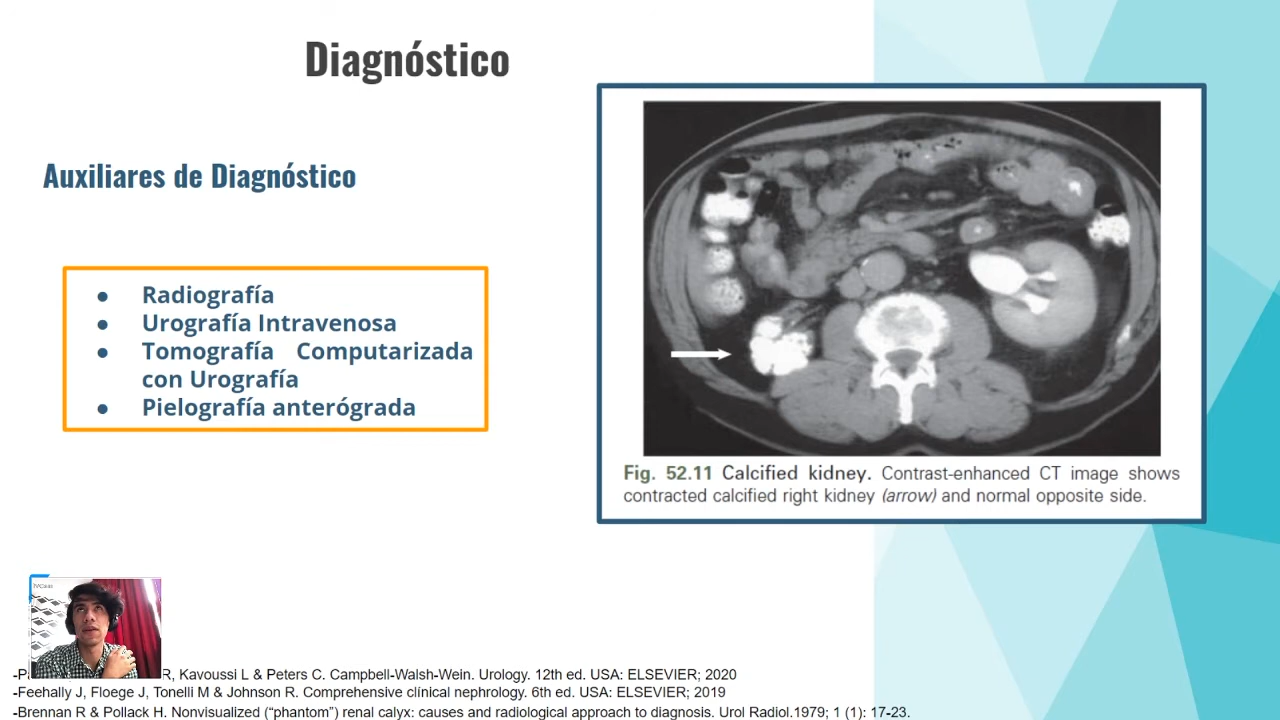 Diagnóstico
Auxiliares de Diagnóstico
● Radiografía
● Urografía Intravenosa
● Tomografía Computarizada
con Urografía
● Pielografía anterógrada
Fig. 52.11 Calcified kidney. Contrast-enhanced CT image shows
contracted calcified right kidney (arrow) and normal opposite side.
R, Kavoussi L & Peters C. Campbell-Walsh-Wein. Urology. 12th ed. USA: ELSEVIER; 2020
-Feehally J, Floege J, Tonelli M & Johnson R. Comprehensive clínical nephrology. 6th ed. USA: ELSEVIER; 2019
-Brennan R & Pollack H. Nonvisualized (“phantom”) renal calyx: causes and radiological approach to diagnosis. Urol Radiol.1979; 1 (1): 17-23.